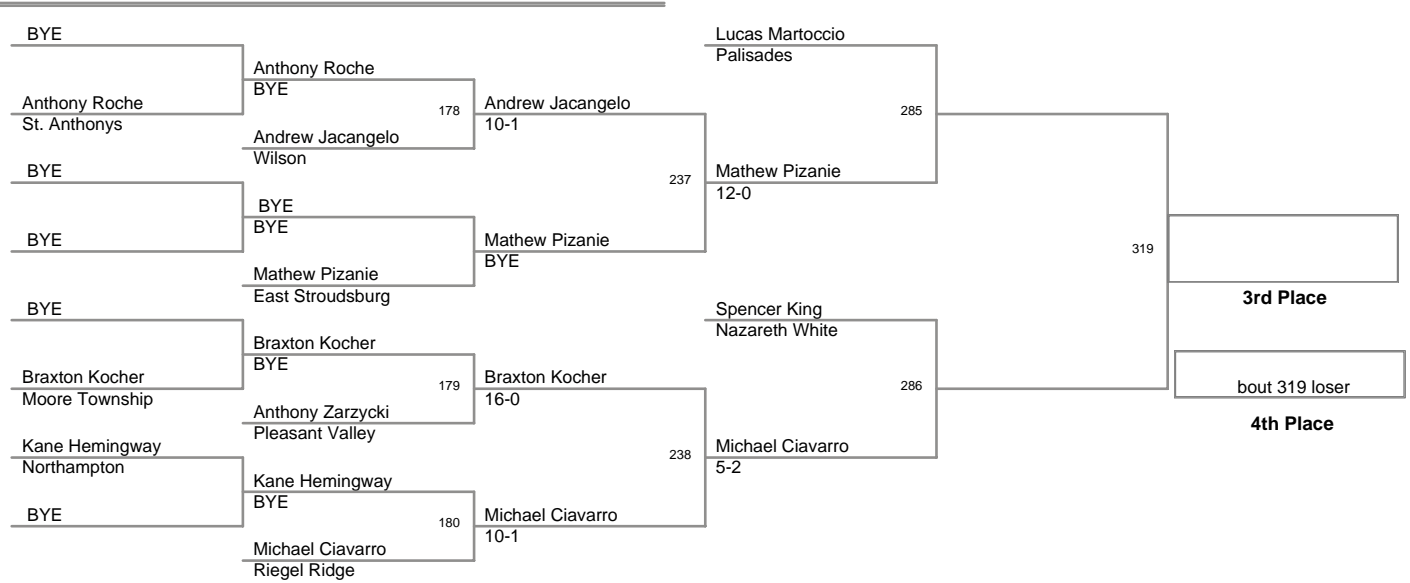 BYE
Anthony Roche
St. Anthonys
BYE
BYE
BYE
Braxton Kocher
Moore Township
Kane Hemingway
Northampton
BYE
Anthony Roche
BYE
178
Andrew Jacangelo
Wilson
BYE
BYE
Mathew Pizanie
East Stroudsburg
Braxton Kocher
BYE
179
Anthony Zarzycki
Pleasant Valley
Kane Hemingway
BYE
180
Michael Ciavarro
Riegel Ridge
Andrew Jacangelo
10-1
237
Mathew Pizanie
BYE
Braxton Kocher
16-0
238
Michael Ciavarro
10-1
Lucas Martoccio
Palisades
285
Mathew Pizanie
12-0
Spencer King
Nazareth White
286
Michael Ciavarro
5-2
319
3rd Place
bout 319 loser
4th Place